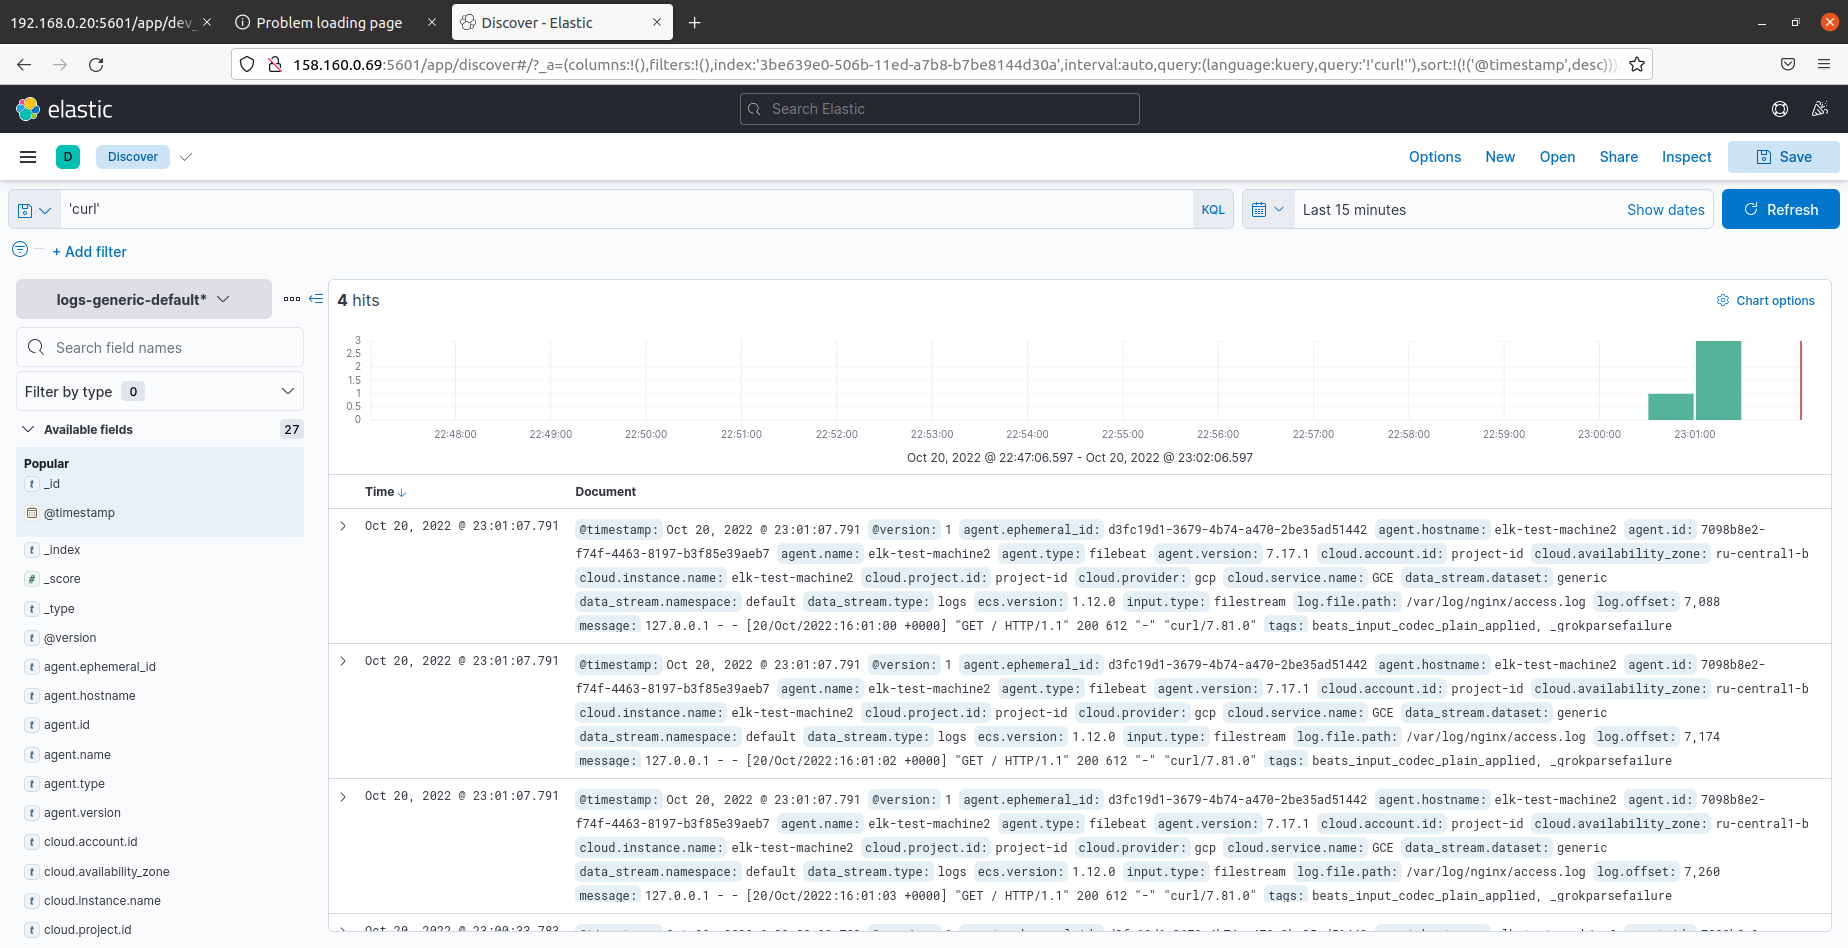 192.168.0.20:5601/app/dev_
Problem loading page
Discover - Elastic
158.160.0.69:5601/app/discover#/?_a=(columns:!(),filters:!(),index:'3be639e0-506b-11ed-a7b8-b7be8144d30a',interval:auto,query:(language:kuery,query:'!'curl!''),sort:!(!('@timestamp',desc)))
elastic
Search Elastic
D
Discover
Options New Open Share Inspect Save
'curl'
KQL
Last 15 minutes
Show dates
Refresh
+ Add filter
logs-generic-default*
Search field names
Filter by type 0
Available fields 27
Popular
t _id
@timestamp
t _index
# _score
t _type
t @version
t agent.ephemeral_id
t agent.hostname
t agent.id
t agent.name
t agent.type
t agent.version
t cloud.account.id
t cloud.availability_zone
t cloud.instance.name
t cloud.project.id
4 hits
Chart options
3
2.5
2
1.5
1
0.5
0
22:48:00 22:49:00 22:50:00 22:51:00 22:52:00 22:53:00 22:54:00 22:55:00 22:56:00 22:57:00 22:58:00 22:59:00 23:00:00 23:01:00
Oct 20, 2022 @ 22:47:06.597 - Oct 20, 2022 @ 23:02:06.597
Time Document
Oct 20, 2022 @ 23:01:07.791 @timestamp: Oct 20, 2022 @ 23:01:07.791 @version: 1 agent.ephemeral_id: d3fc19d1-3679-4b74-a470-2be35ad51442 agent.hostname: elk-test-machine2 agent.id: 7098b8e2-
f74f-4463-8197-b3f85e39aeb7 agent.name: elk-test-machine2 agent.type: filebeat agent.version: 7.17.1 cloud.account.id: project-id cloud.availability_zone: ru-central1-b
cloud.instance.name: elk-test-machine2 cloud.project.id: project-id cloud.provider: gcp cloud.service.name: GCE data_stream.dataset: generic
data_stream.namespace: default data_stream.type: logs ecs.version: 1.12.0 input.type: filestream log.file.path: /var/log/nginx/access.log log.offset: 7,088
message: 127.0.0.1 - - [20/Oct/2022:16:01:00 +0000] "GET / HTTP/1.1" 200 612 "-" "curl/7.81.0" tags: beats_input_codec_plain_applied, _grokparsefailure
Oct 20, 2022 @ 23:01:07.791 @timestamp: Oct 20, 2022 @ 23:01:07.791 @version: 1 agent.ephemeral_id: d3fc19d1-3679-4b74-a470-2be35ad51442 agent.hostname: elk-test-machine2 agent.id: 7098b8e2-
f74f-4463-8197-b3f85e39aeb7 agent.name: elk-test-machine2 agent.type: filebeat agent.version: 7.17.1 cloud.account.id: project-id cloud.availability_zone: ru-central1-b
cloud.instance.name: elk-test-machine2 cloud.project.id: project-id cloud.provider: gcp cloud.service.name: GCE data_stream.dataset: generic
data_stream.namespace: default data_stream.type: logs ecs.version: 1.12.0 input.type: filestream log.file.path: /var/log/nginx/access.log log.offset: 7,174
message: 127.0.0.1 - - [20/Oct/2022:16:01:02 +0000] "GET / HTTP/1.1" 200 612 "-" "curl/7.81.0" tags: beats_input_codec_plain_applied, _grokparsefailure
Oct 20, 2022 @ 23:01:07.791 @timestamp: Oct 20, 2022 @ 23:01:07.791 @version: 1 agent.ephemeral_id: d3fc19d1-3679-4b74-a470-2be35ad51442 agent.hostname: elk-test-machine2 agent.id: 7098b8e2-
f74f-4463-8197-b3f85e39aeb7 agent.name: elk-test-machine2 agent.type: filebeat agent.version: 7.17.1 cloud.account.id: project-id cloud.availability_zone: ru-central1-b
cloud.instance.name: elk-test-machine2 cloud.project.id: project-id cloud.provider: gcp cloud.service.name: GCE data_stream.dataset: generic
data_stream.namespace: default data_stream.type: logs ecs.version: 1.12.0 input.type: filestream log.file.path: /var/log/nginx/access.log log.offset: 7,260
message: 127.0.0.1 - - [20/Oct/2022:16:01:03 +0000] "GET / HTTP/1.1" 200 612 "-" "curl/7.81.0" tags: beats_input_codec_plain_applied, _grokparsefailure
Oct 20, 2022 @ 23:00:33.783